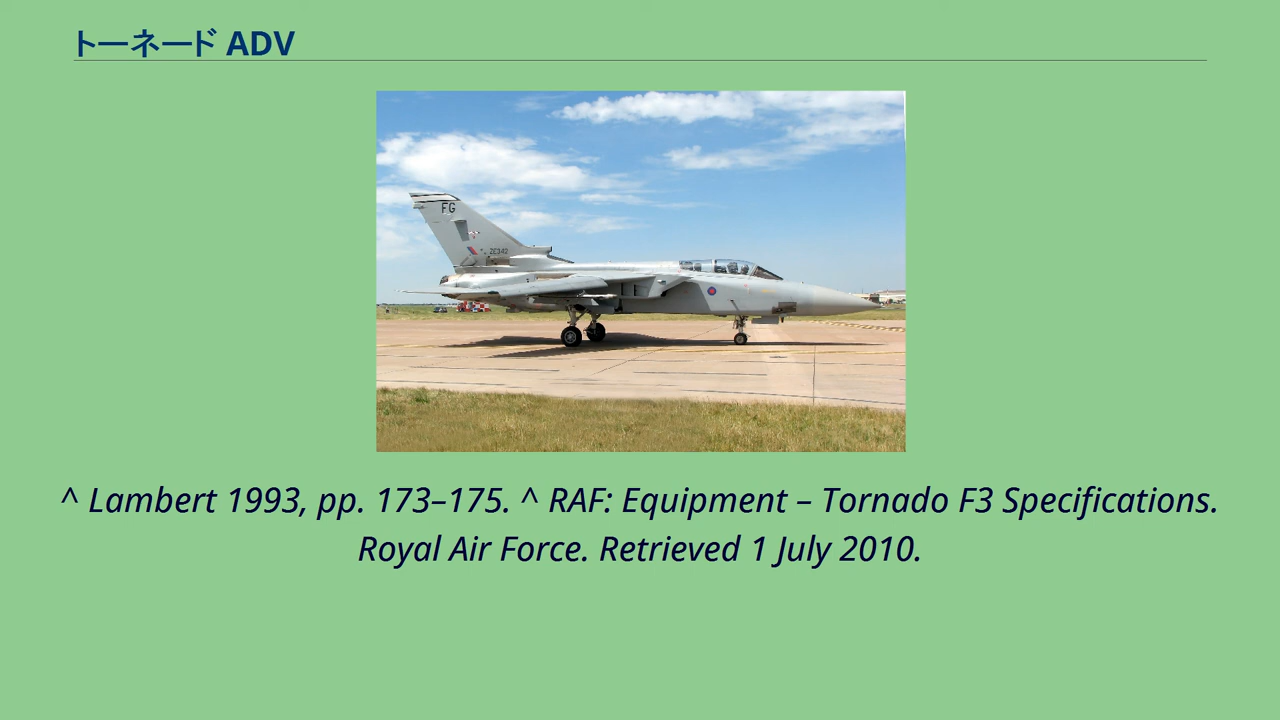 トーネード ADV
FG
ZE342
^ Lambert 1993, pp. 173–175. ^ RAF: Equipment – Tornado F3 Specifications.
Royal Air Force. Retrieved 1 July 2010.